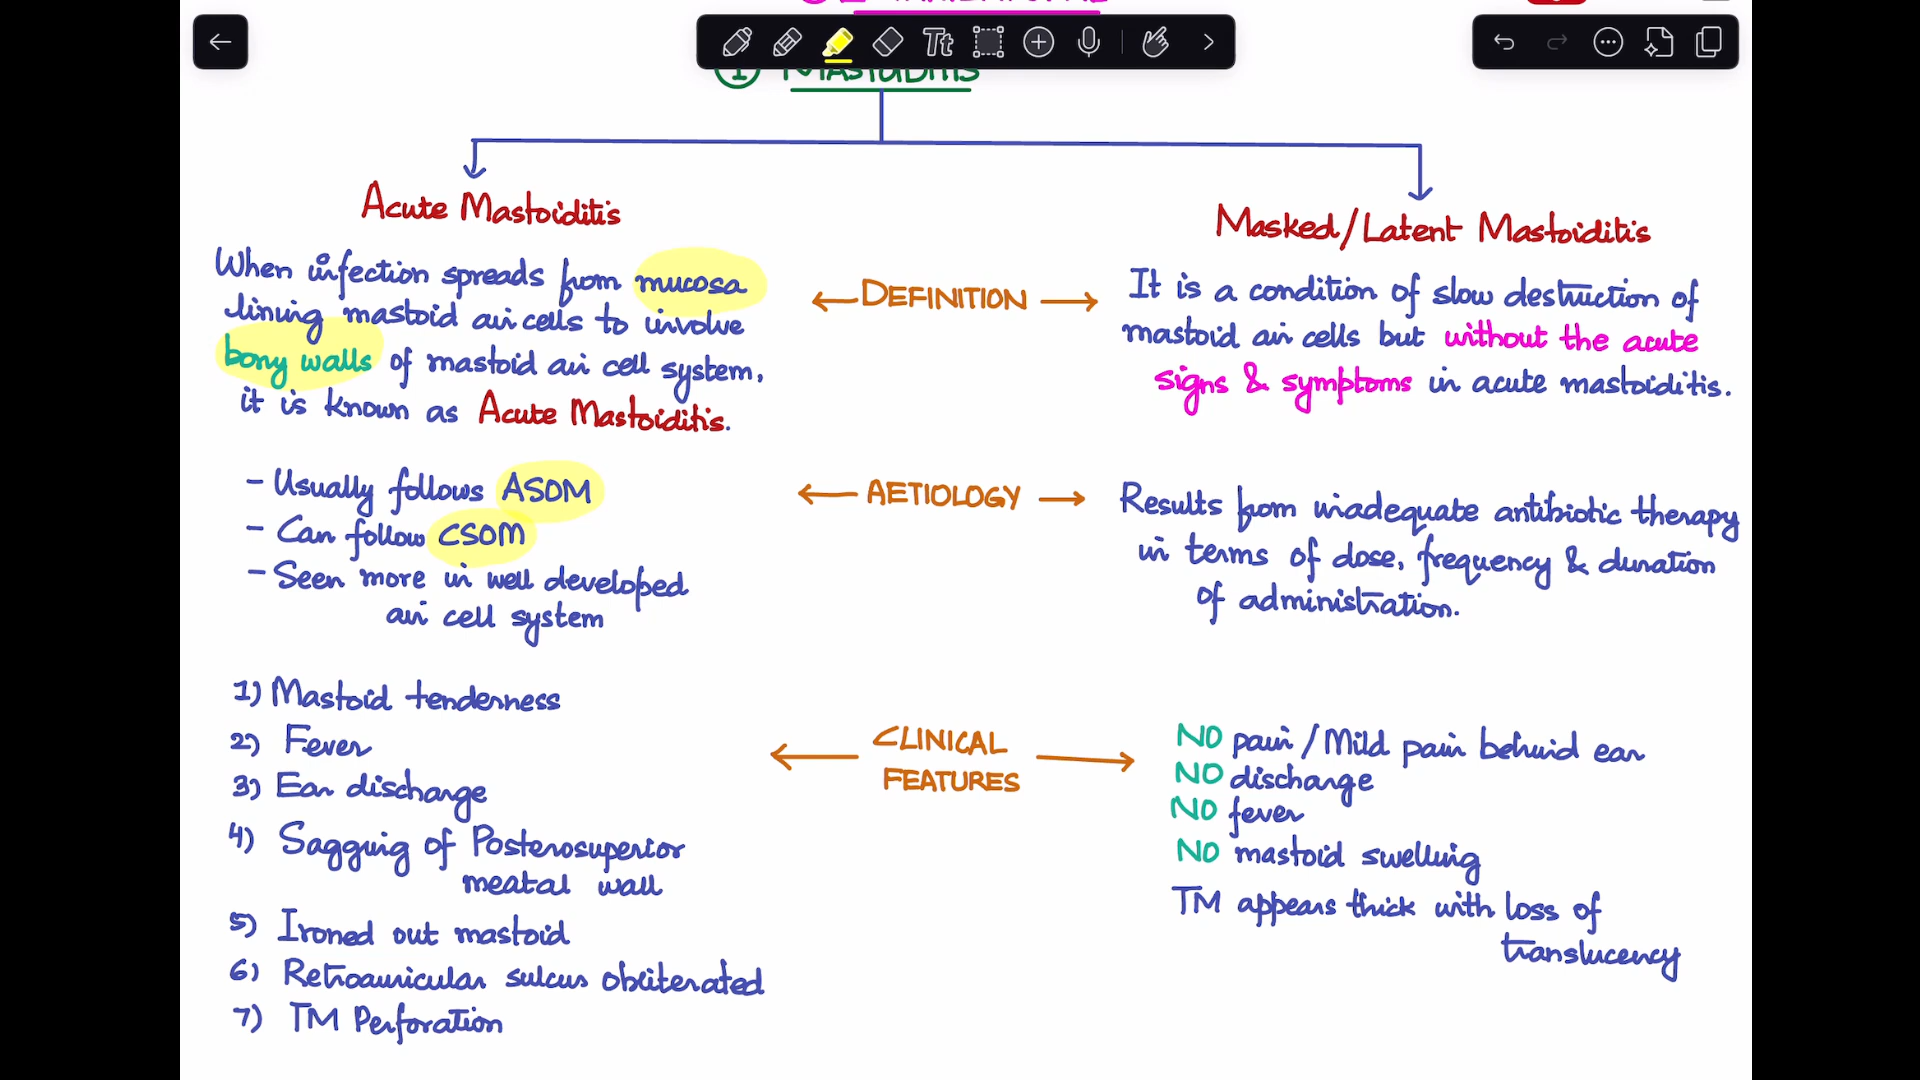 ① MASTOIDITIS
Acute Mastoiditis
When infection spreads from mucosa
lining mastoid air cells to involve
bony walls of mastoid air cell system,
it is known as Acute Mastoiditis.
← DEFINITION →
Masked/Latent Mastoiditis
It is a condition of slow destruction of
mastoid air cells but without the acute
signs & symptoms in acute mastoiditis.
- Usually follows ASOM
- Can follow CSOM
- Seen more in well developed
air cell system
← AETIOLOGY →
Results from inadequate antibiotic therapy
in terms of dose, frequency & duration
of administration.
1) Mastoid tenderness
2) Fever
3) Ear discharge
4) Sagging of Posterosuperior
meatal wall
5) Ironed out mastoid
6) Retroauricular sulcus obliterated
7) TM Perforation
← CLINICAL →
FEATURES
NO pain / Mild pain behind ear
NO discharge
NO fever
NO mastoid swelling
TM appears thick with loss of
translucency
Tt